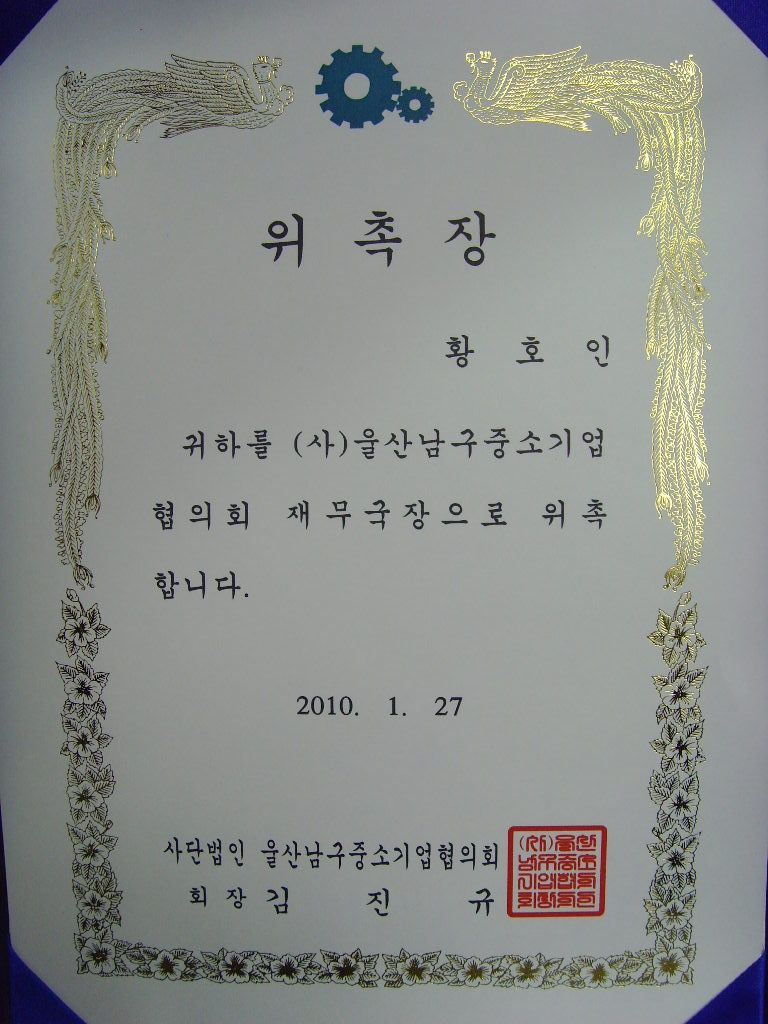 위 촉 장
황 호 인
귀하를 (사)울산남구중소기업
협의회 재무국장으로 위촉
합니다.
2010. 1. 27
사단법인 울산남구중소기업협의회
회 장 김 진 규